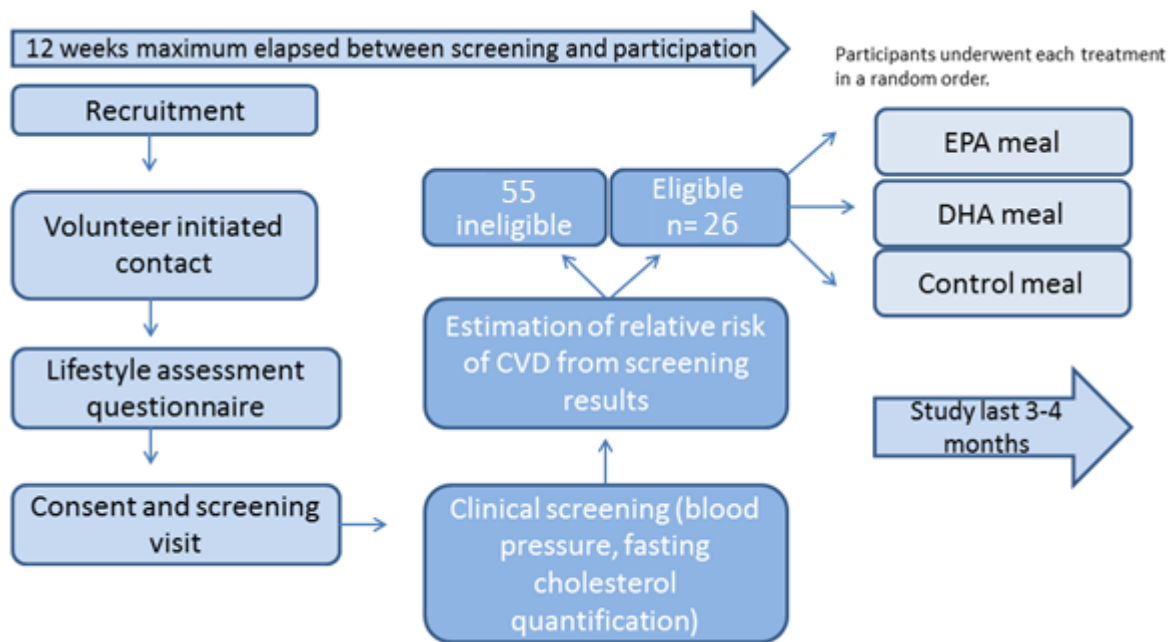 12 weeks maximum elapsed between screening and participation
Recruitment
Volunteer initiated
contact
Lifestyle assessment
questionnaire
Consent and screening
visit
Clinical screening (blood
pressure, fasting
cholesterol
quantification)
Estimation of relative risk
of CVD from screening
results
55
ineligible
Eligible
n= 26
Participants underwent each treatment
in a random order.
EPA meal
DHA meal
Control meal
Study last 3-4
months